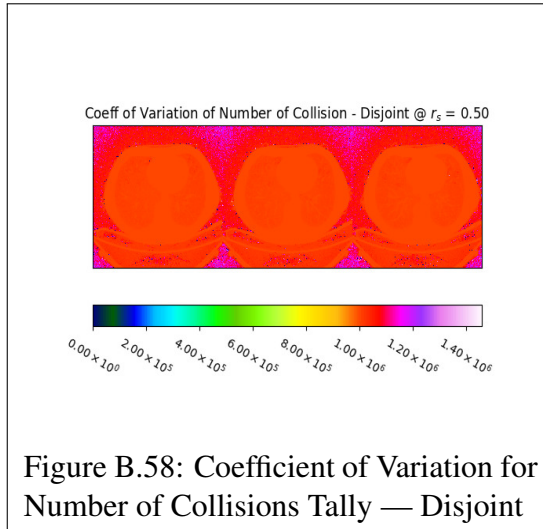 Coeff of Variation of Number of Collision - Disjoint @ r_s = 0.50
0.00 × 10^0
2.00 × 10^5
4.00 × 10^5
6.00 × 10^5
8.00 × 10^5
1.00 × 10^6
1.20 × 10^6
1.40 × 10^6
Figure B.58: Coefficient of Variation for
Number of Collisions Tally — Disjoint